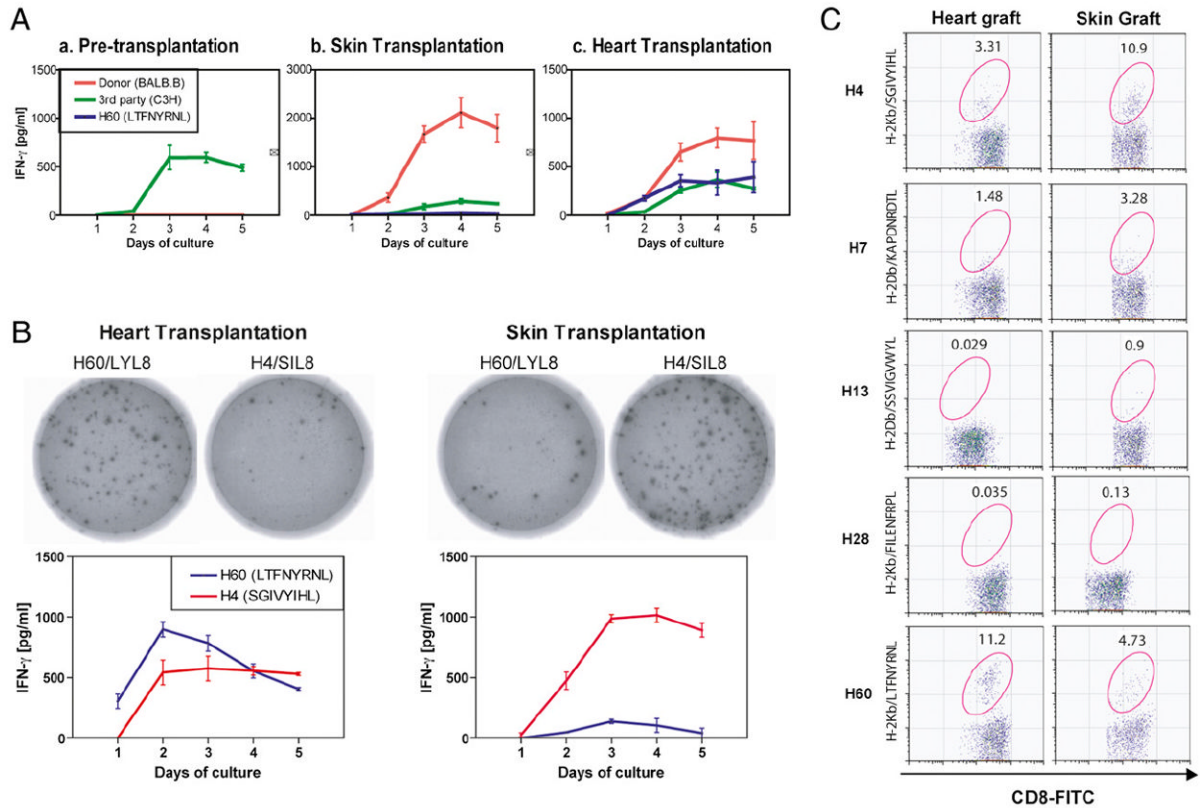 A
a. Pre-transplantation
b. Skin Transplantation
c. Heart Transplantation
IFN-γ [pg/ml]
1500
1000
500
0
Donor (BALB.B)
3rd party (C3H)
H60 (LTFNYRNL)
1 2 3 4 5
Days of culture
3000
2000
1000
0
1 2 3 4 5
Days of culture
1500
1000
500
0
1 2 3 4 5
Days of culture
B
Heart Transplantation
Skin Transplantation
H60/LYL8
H4/SIL8
H60/LYL8
H4/SIL8
IFN-γ [pg/ml]
1500
1000
500
0
H60 (LTFNYRNL)
H4 (SGIVYIHL)
1 2 3 4 5
Days of culture
IFN-γ [pg/ml]
1500
1000
500
0
1 2 3 4 5
Days of culture
C
Heart graft
Skin Graft
H4
H-2Kb/SGIVYIHL
3.31
10.9
H7
H-2Db/KAPDNRDTL
1.48
3.28
H13
H-2Db/SSVIGVWYL
0.029
0.9
H28
H-2Kb/FILENFRPL
0.035
0.13
H60
H-2Kb/LTFNYRNL
11.2
4.73
CD8-FITC